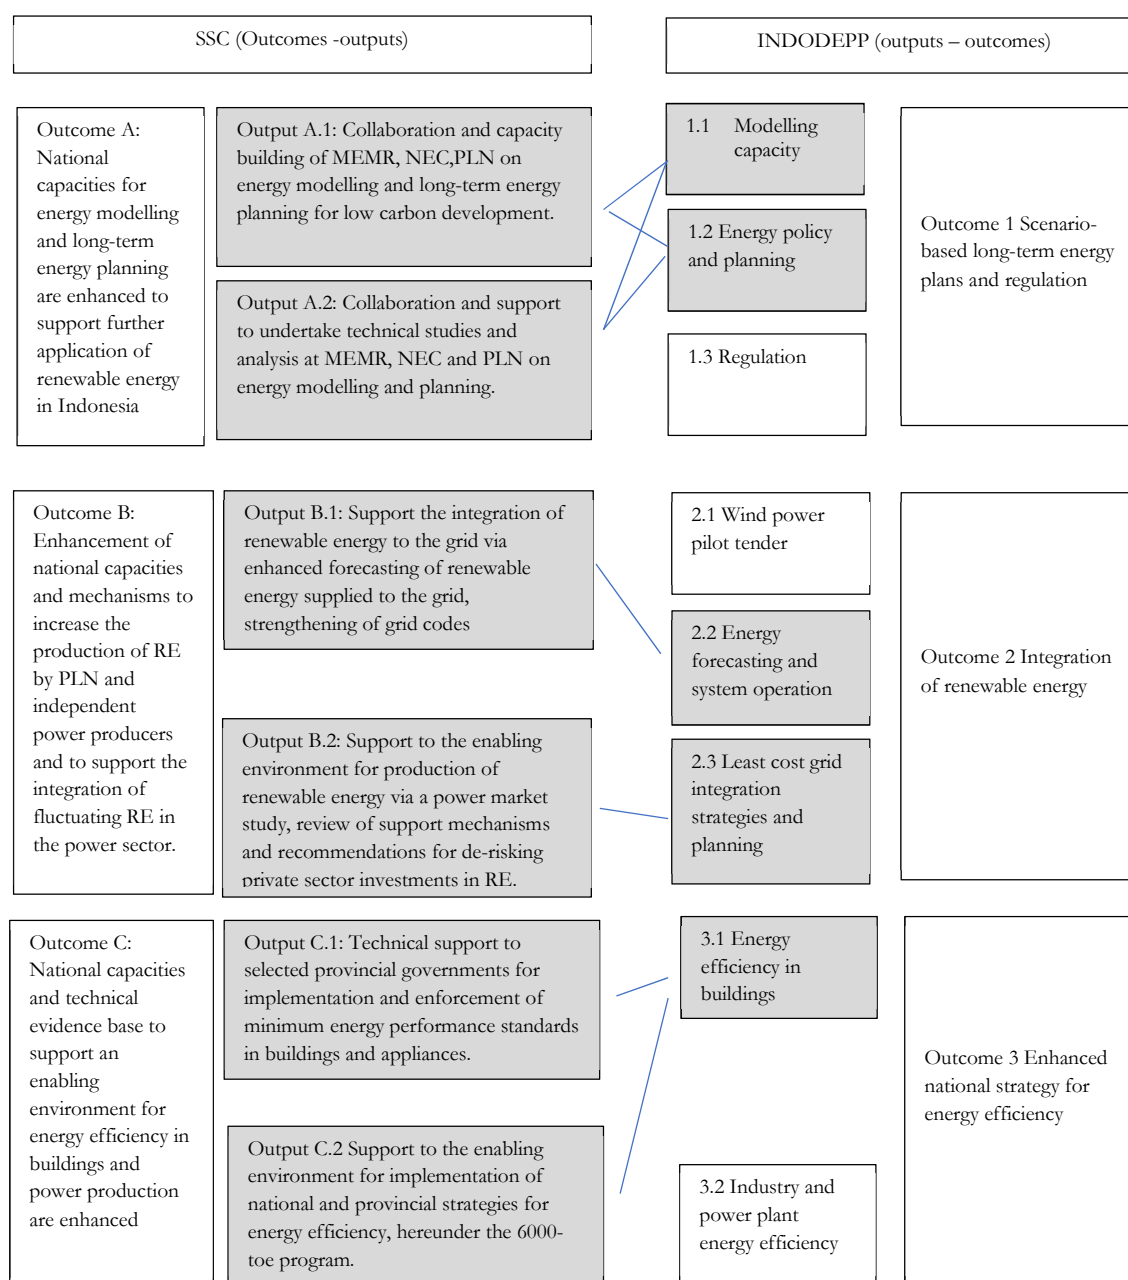 SSC (Outcomes -outputs)
INDODEPP (outputs – outcomes)
Outcome A:
National
capacities for
energy modelling
and long-term
energy planning
are enhanced to
support further
application of
renewable energy
in Indonesia
Output A.1: Collaboration and capacity
building of MEMR, NEC,PLN on
energy modelling and long-term energy
planning for low carbon development.
Output A.2: Collaboration and support
to undertake technical studies and
analysis at MEMR, NEC and PLN on
energy modelling and planning.
1.1 Modelling
capacity
1.2 Energy policy
and planning
1.3 Regulation
Outcome 1 Scenario-
based long-term energy
plans and regulation
Outcome B:
Enhancement of
national capacities
and mechanisms to
increase the
production of RE
by PLN and
independent
power producers
and to support the
integration of
fluctuating RE in
the power sector.
Output B.1: Support the integration of
renewable energy to the grid via
enhanced forecasting of renewable
energy supplied to the grid,
strengthening of grid codes
Output B.2: Support to the enabling
environment for production of
renewable energy via a power market
study, review of support mechanisms
and recommendations for de-risking
private sector investments in RE.
2.1 Wind power
pilot tender
2.2 Energy
forecasting and
system operation
2.3 Least cost grid
integration
strategies and
planning
Outcome 2 Integration
of renewable energy
Outcome C:
National capacities
and technical
evidence base to
support an
enabling
environment for
energy efficiency in
buildings and
power production
are enhanced
Output C.1: Technical support to
selected provincial governments for
implementation and enforcement of
minimum energy performance standards
in buildings and appliances.
Output C.2 Support to the enabling
environment for implementation of
national and provincial strategies for
energy efficiency, hereunder the 6000-
toe program.
3.1 Energy
efficiency in
buildings
3.2 Industry and
power plant
energy efficiency
Outcome 3 Enhanced
national strategy for
energy efficiency